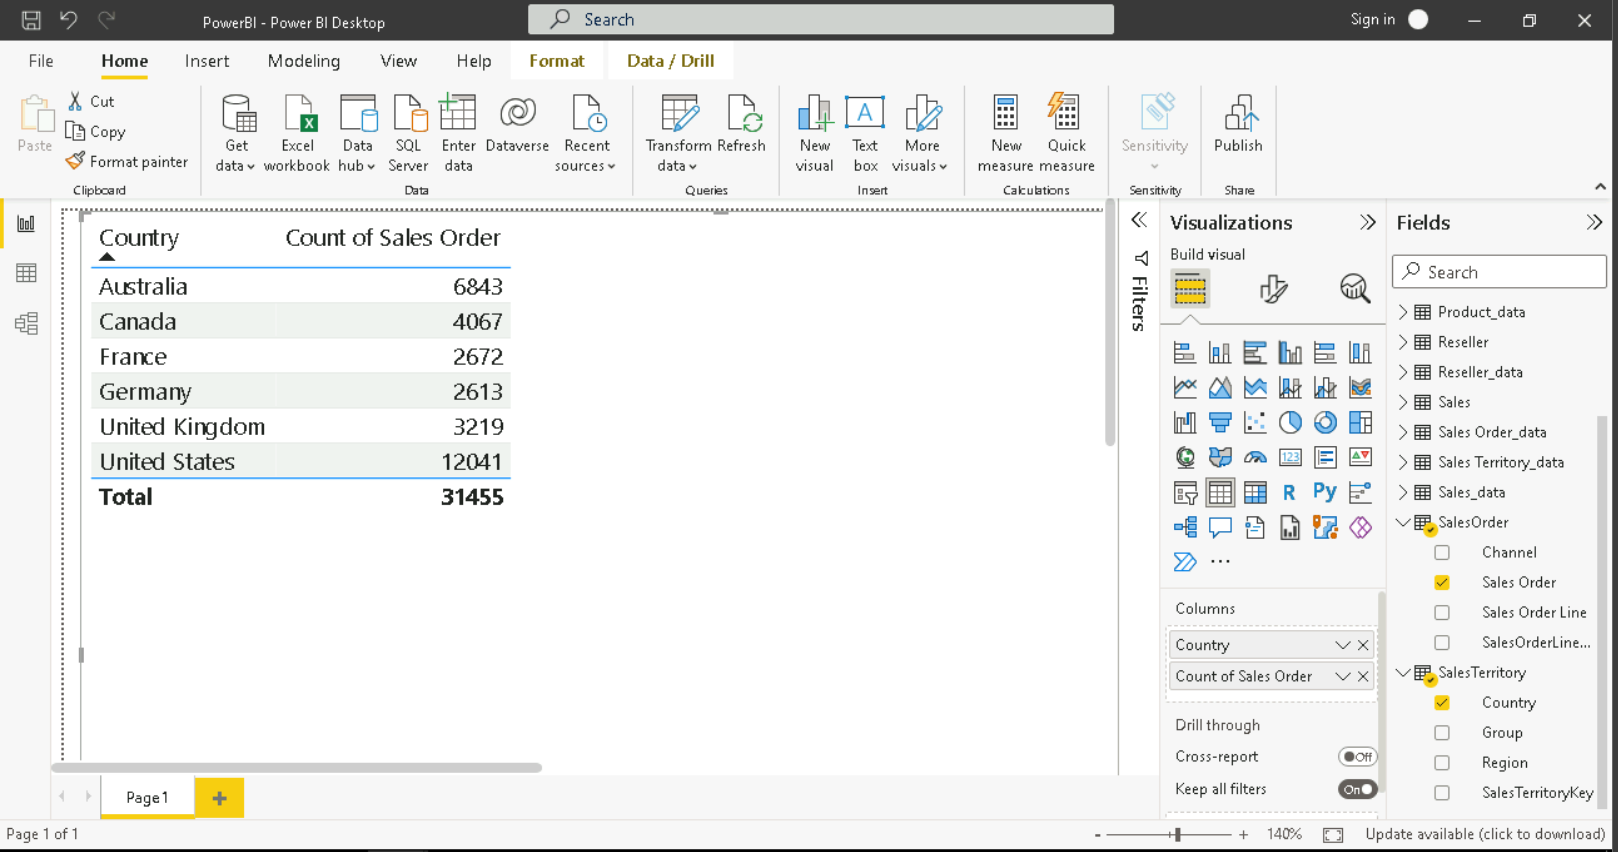 PowerBI - Power BI Desktop
Search
Sign in
File
Home
Insert
Modeling
View
Help
Format
Data / Drill
Paste
Cut
Copy
Format painter
Clipboard
Get data
Excel workbook
Data hub
SQL Server
Enter data
Dataverse
Recent sources
Data
Transform data
Refresh
Queries
New visual
Text box
More visuals
Insert
New measure
Quick measure
Calculations
Sensitivity
Sensitivity
Publish
Share
Country Count of Sales Order
Australia 6843
Canada 4067
France 2672
Germany 2613
United Kingdom 3219
United States 12041
Total 31455
Filters
Visualizations
Build visual
123
R
Py
Columns
Country
Count of Sales Order
Drill through
Cross-report Off
Keep all filters On
Fields
Search
Product_data
Reseller
Reseller_data
Sales
Sales Order_data
Sales Territory_data
Sales_data
SalesOrder
Channel
Sales Order
Sales Order Line
SalesOrderLine...
SalesTerritory
Country
Group
Region
SalesTerritoryKey
Page 1
Page 1 of 1
- + 140%
Update available (click to download)